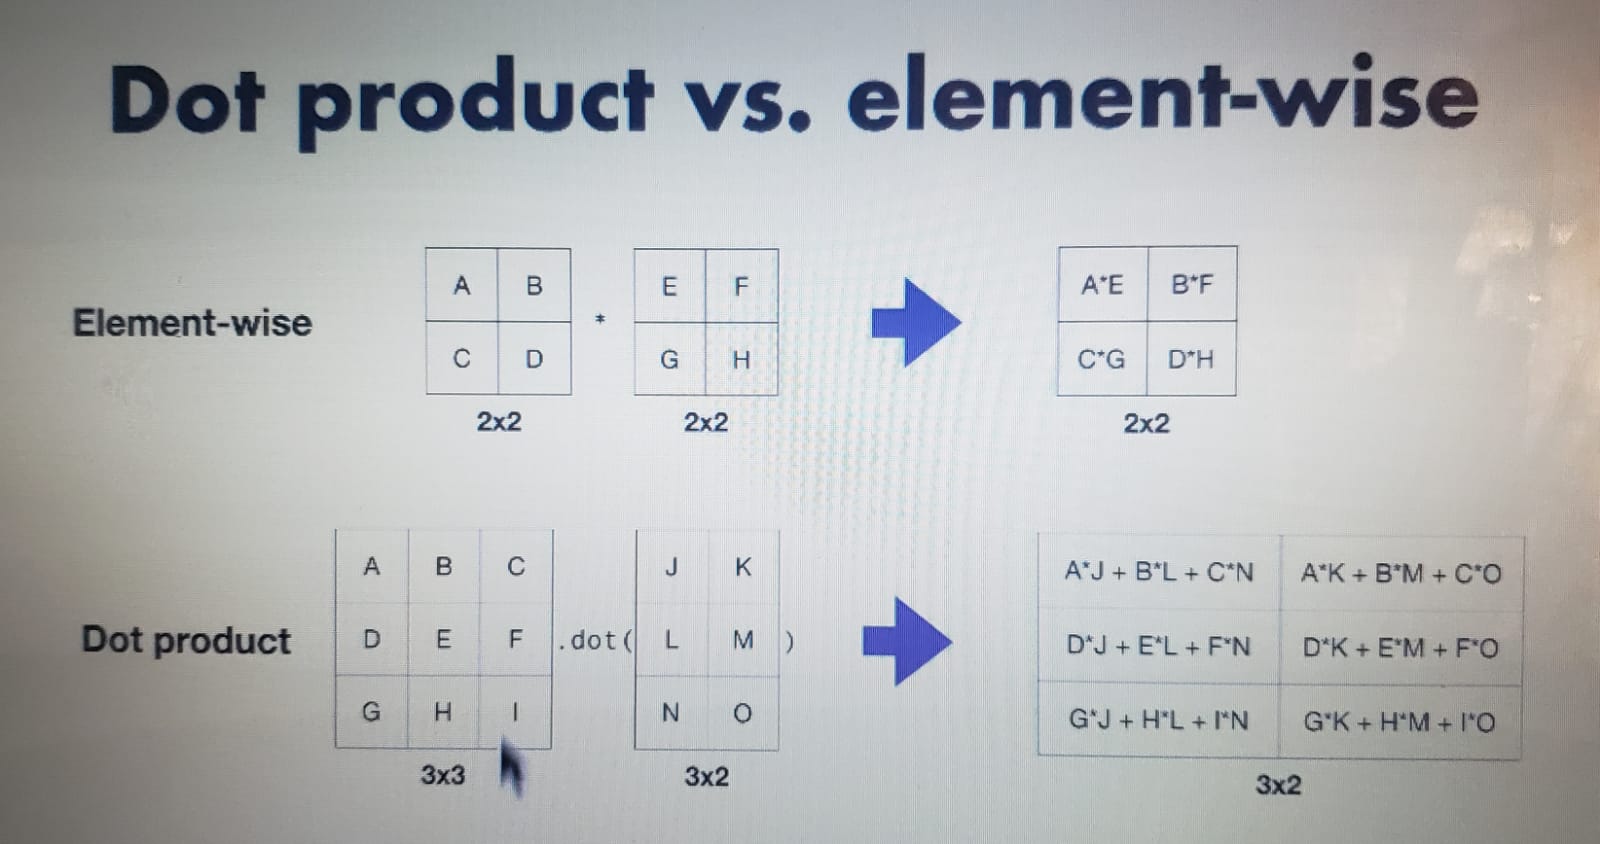 Dot product vs. element-wise
Element-wise
A B
C D
2x2
*
E F
G H
2x2
A*E B*F
C*G D*H
2x2
Dot product
A B C
D E F
G H I
3x3
.dot(
J K
L M
N O
)
3x2
A*J + B*L + C*N A*K + B*M + C*O
D*J + E*L + F*N D*K + E*M + F*O
G*J + H*L + I*N G*K + H*M + I*O
3x2